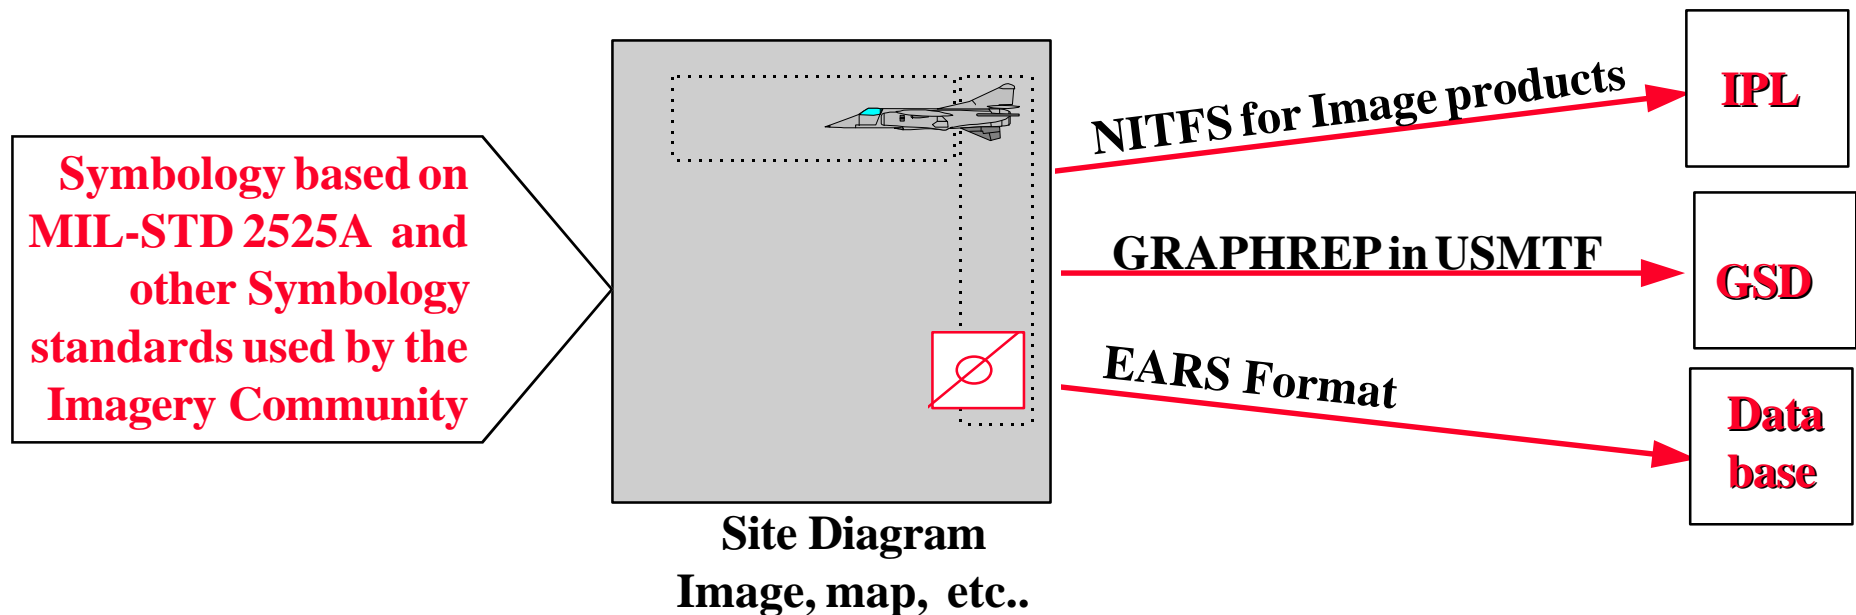 Symbology based on
MIL-STD 2525A and
other Symbology
standards used by the
Imagery Community
Site Diagram
Image, map, etc..
NITFS for Image products
IPL
GRAPHREP in USMTF
GSD
EARS Format
Data
base